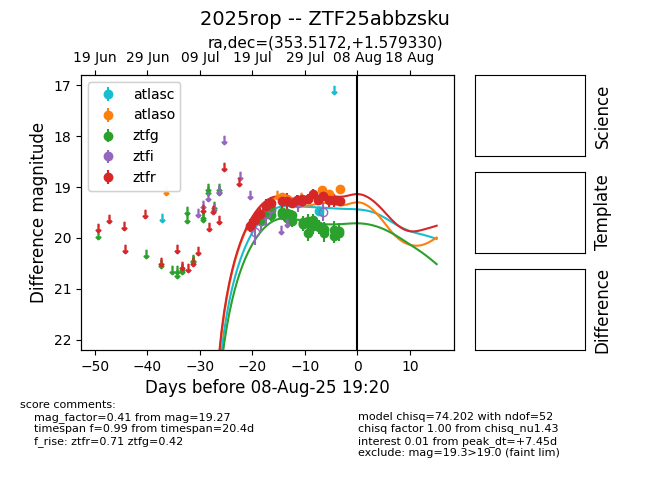 2025rop -- ZTF25abbzsku
ra,dec=(353.5172,+1.579330)
19 Jun 29 Jun 09 Jul 19 Jul 29 Jul 08 Aug 18 Aug
17
18
19
20
21
22
Difference magnitude
atlasc
atlaso
ztfg
ztfi
ztfr
−50 −40 −30 −20 −10 0 10
Days before 08-Aug-25 19:20
Science
Template
Difference
score comments:
mag_factor=0.41 from mag=19.27
timespan f=0.99 from timespan=20.4d
f_rise: ztfr=0.71 ztfg=0.42
model chisq=74.202 with ndof=52
chisq factor 1.00 from chisq_nu1.43
interest 0.01 from peak_dt=+7.45d
exclude: mag=19.3>19.0 (faint lim)